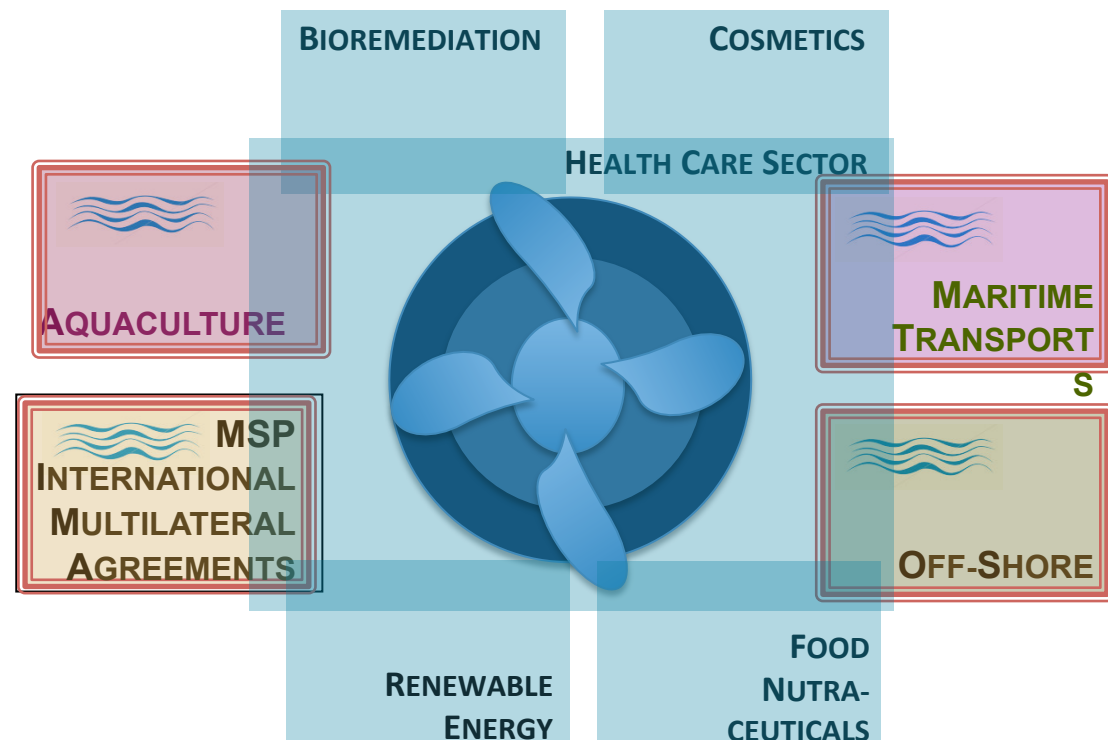 BIOREMEDIATION
COSMETICS
HEALTH CARE SECTOR
AQUACULTURE
MARITIME
TRANSPORT
S
MSP
INTERNATIONAL
MULTILATERAL
AGREEMENTS
OFF-SHORE
RENEWABLE
ENERGY
FOOD
NUTRA-
CEUTICALS